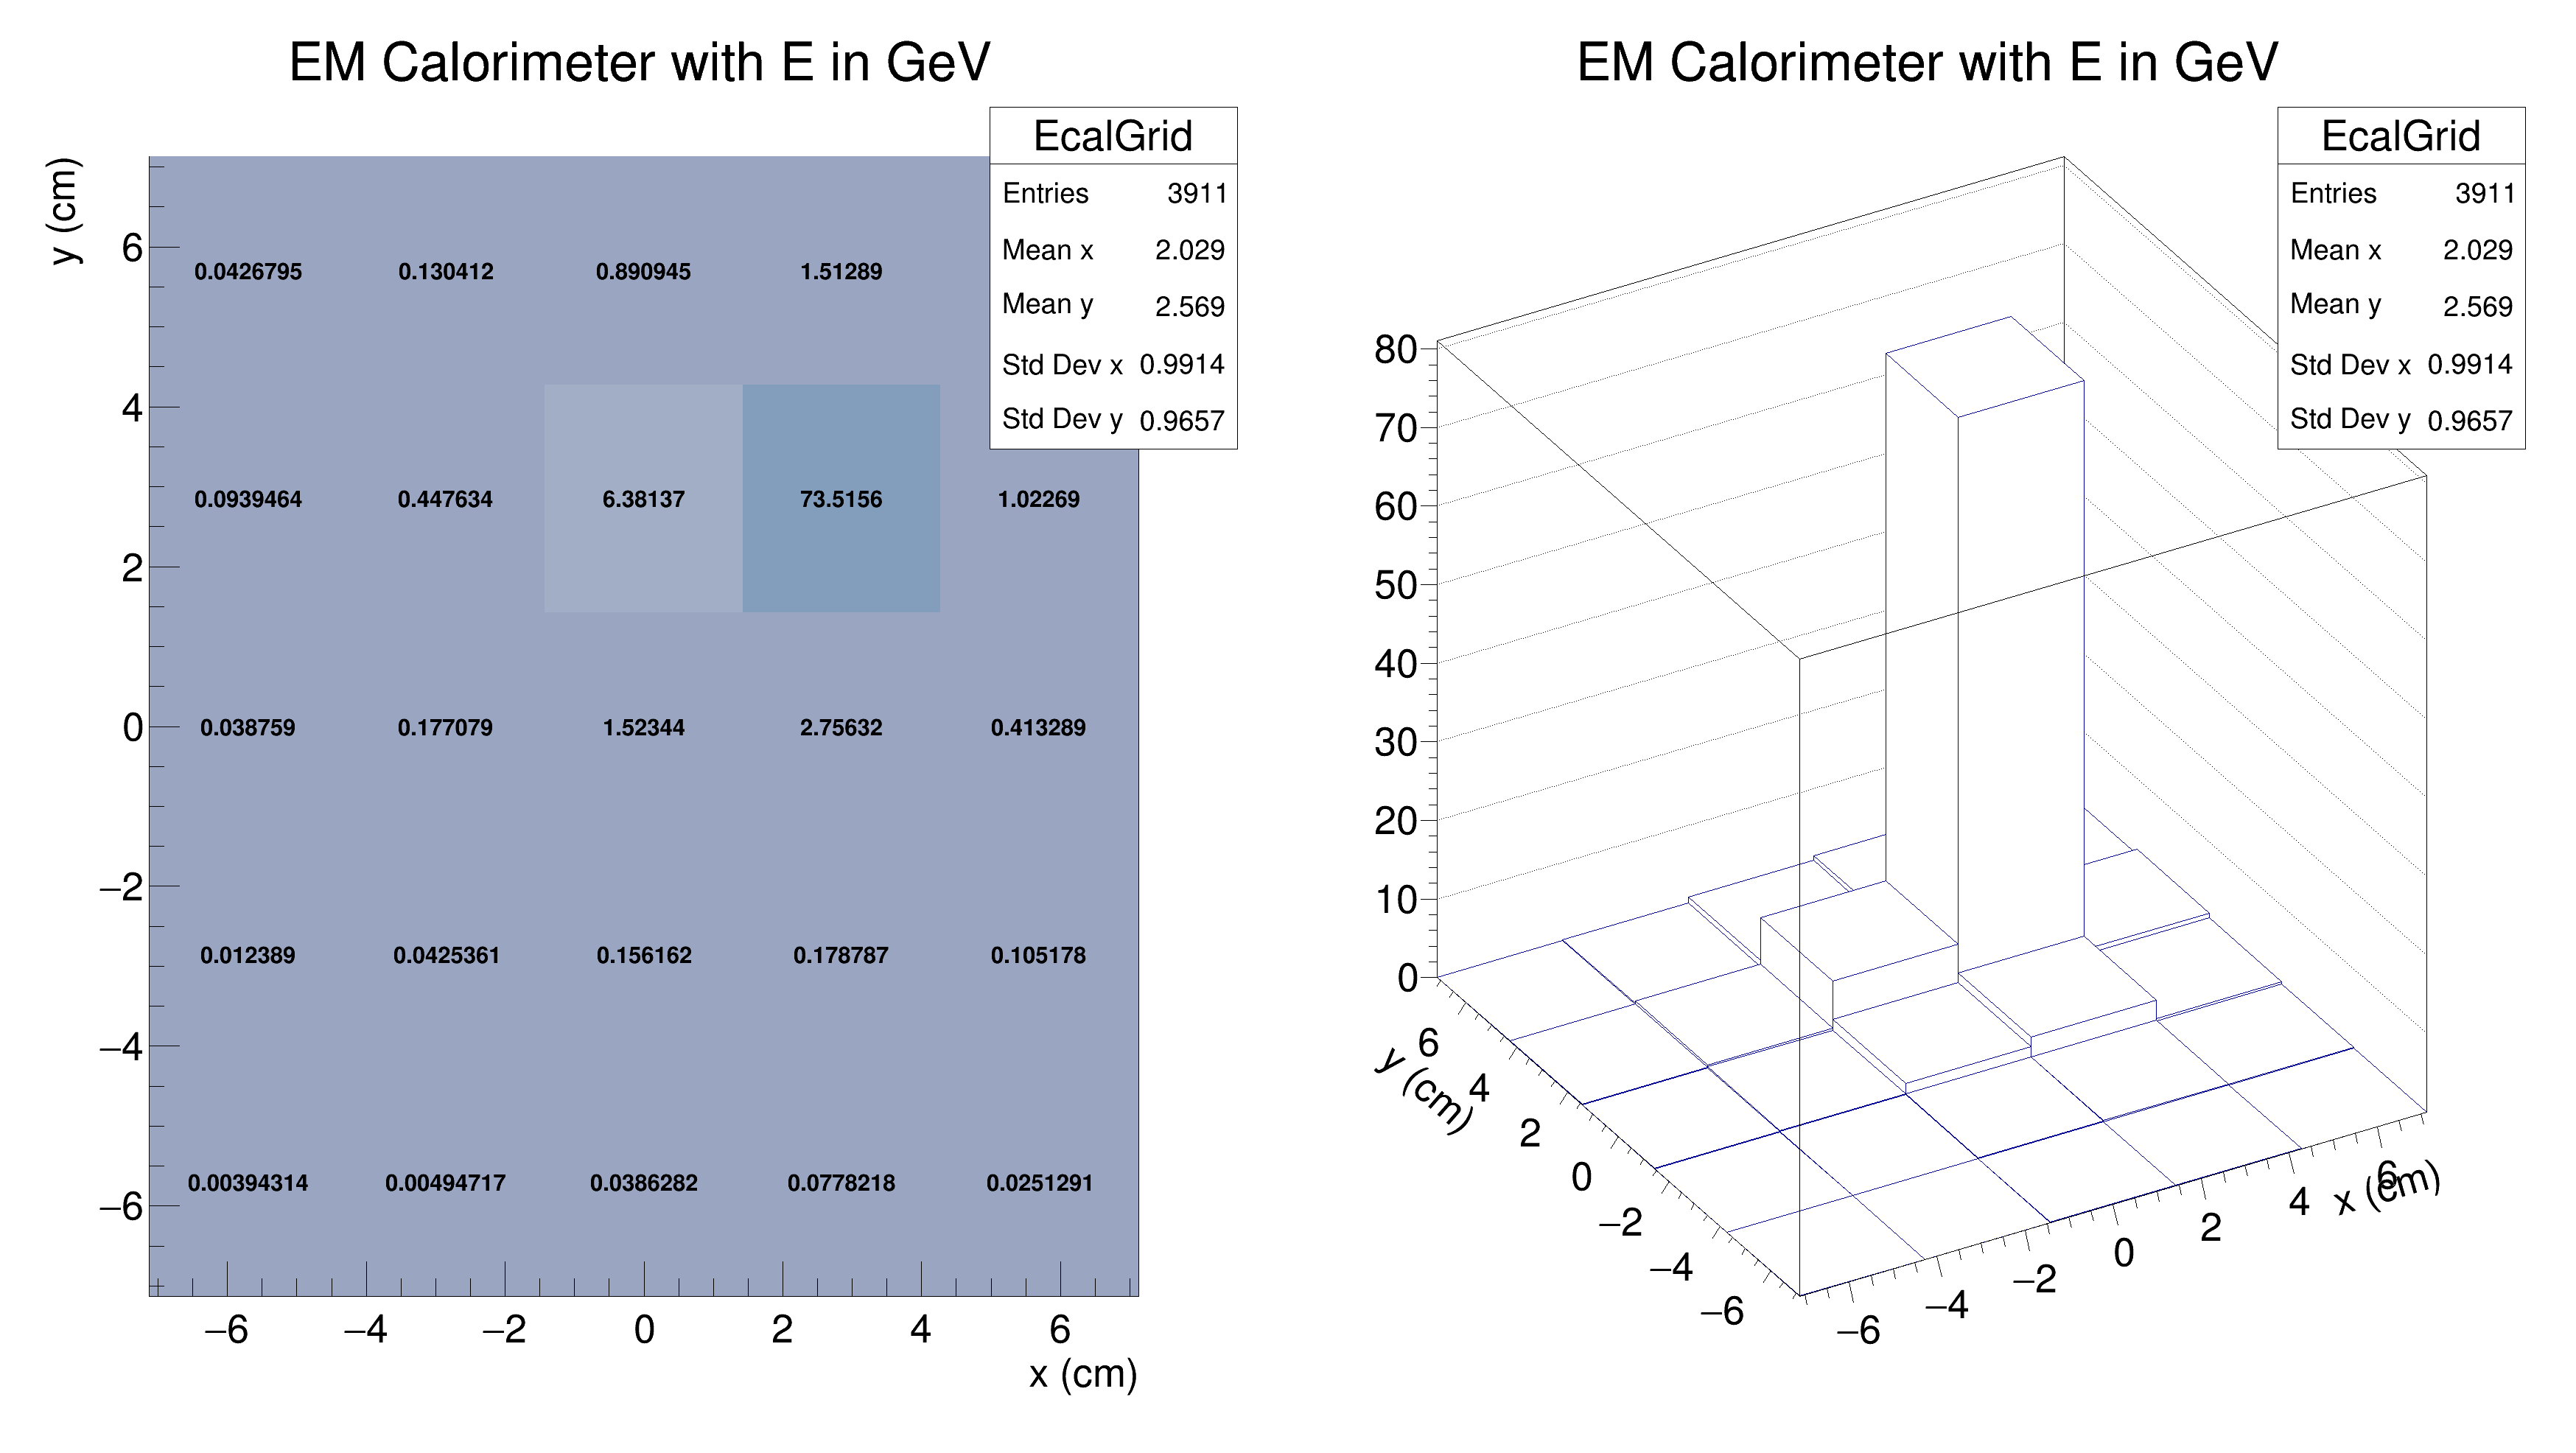 EM Calorimeter with E in GeV
EcalGrid
Entries 3911
Mean x 2.029
Mean y 2.569
Std Dev x 0.9914
Std Dev y 0.9657
y (cm)
6
0.0426795 0.130412 0.890945 1.51289
4
0.0939464 0.447634 6.38137 73.5156 1.02269
2
0 0.038759 0.177079 1.52344 2.75632 0.413289
−2
0.012389 0.0425361 0.156162 0.178787 0.105178
−4
0.00394314 0.00494717 0.0386282 0.0778218 0.0251291
−6
−6 −4 −2 0 2 4 6
x (cm)
EM Calorimeter with E in GeV
EcalGrid
Entries 3911
Mean x 2.029
Mean y 2.569
Std Dev x 0.9914
Std Dev y 0.9657
80
70
60
50
40
30
20
10
0
6
4
2
0
−2
−4
−6
y (cm)
−6
−4
−2
0
2
4
6
x (cm)